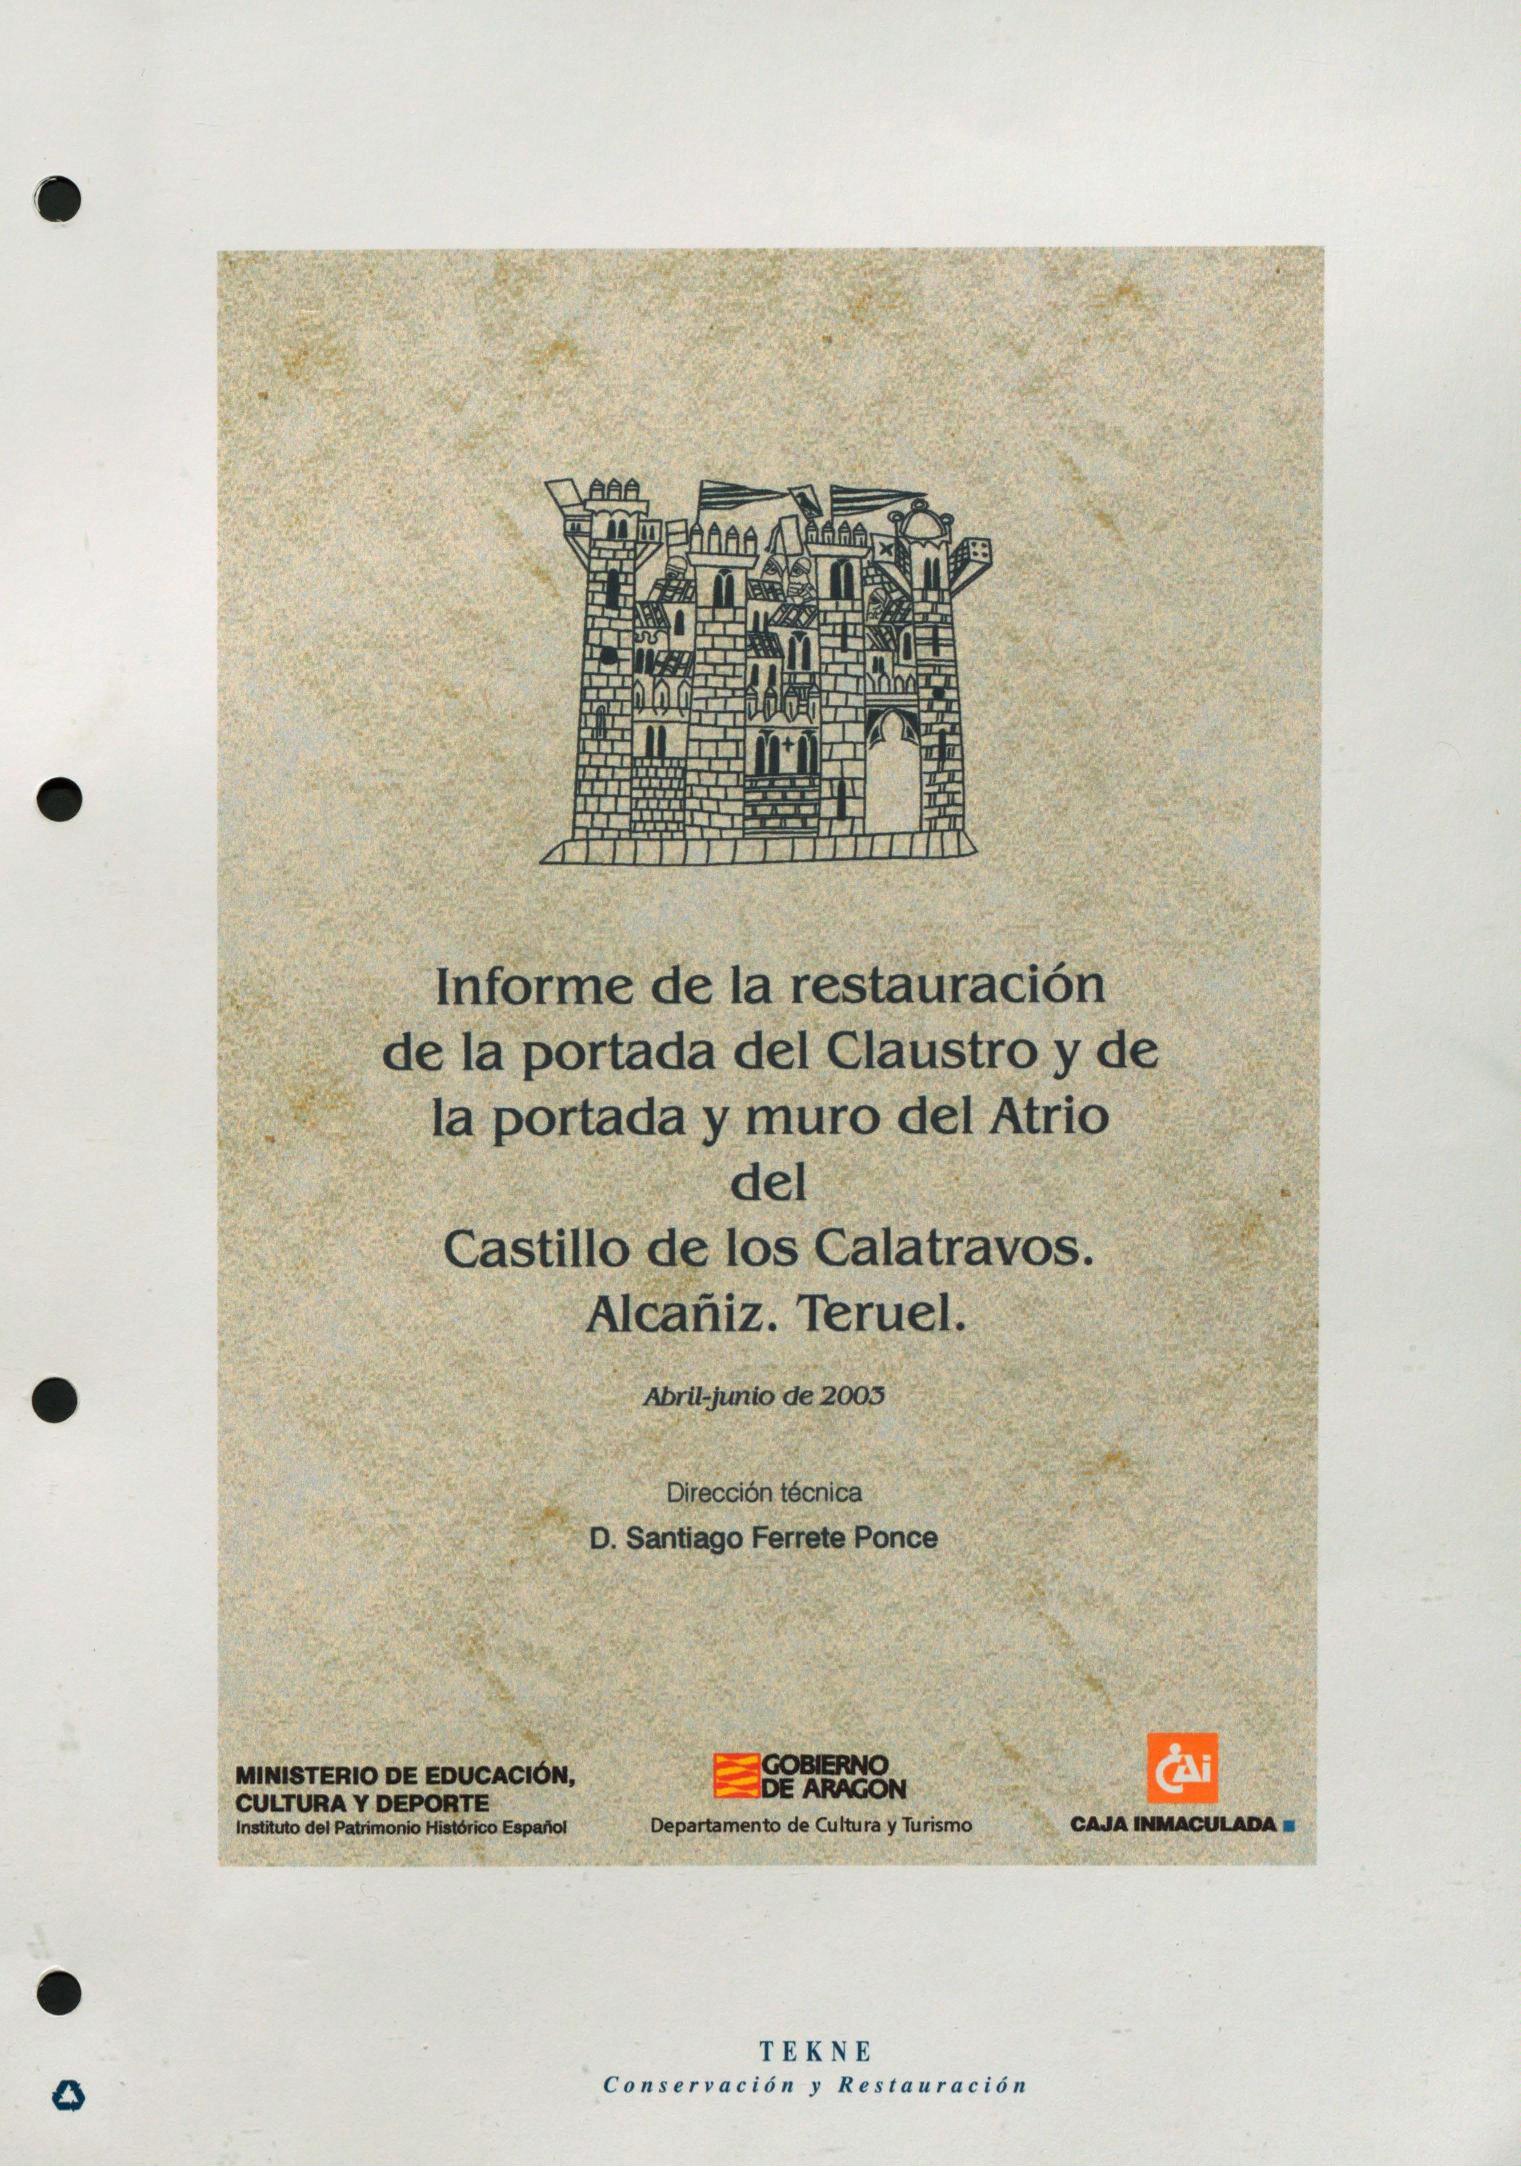 Informe de la restauración
de la portada del Claustro y de
la portada y muro del Atrio
del
Castillo de los Calatravos.
Alcañiz. Teruel.
Abril-junio de 2003
Dirección técnica
D. Santiago Ferrete Ponce
MINISTERIO DE EDUCACIÓN,
CULTURA Y DEPORTE
Instituto del Patrimonio Histórico Español
GOBIERNO
DE ARAGON
Departamento de Cultura y Turismo
CAi
CAJA INMACULADA
TEKNE
Conservación y Restauración